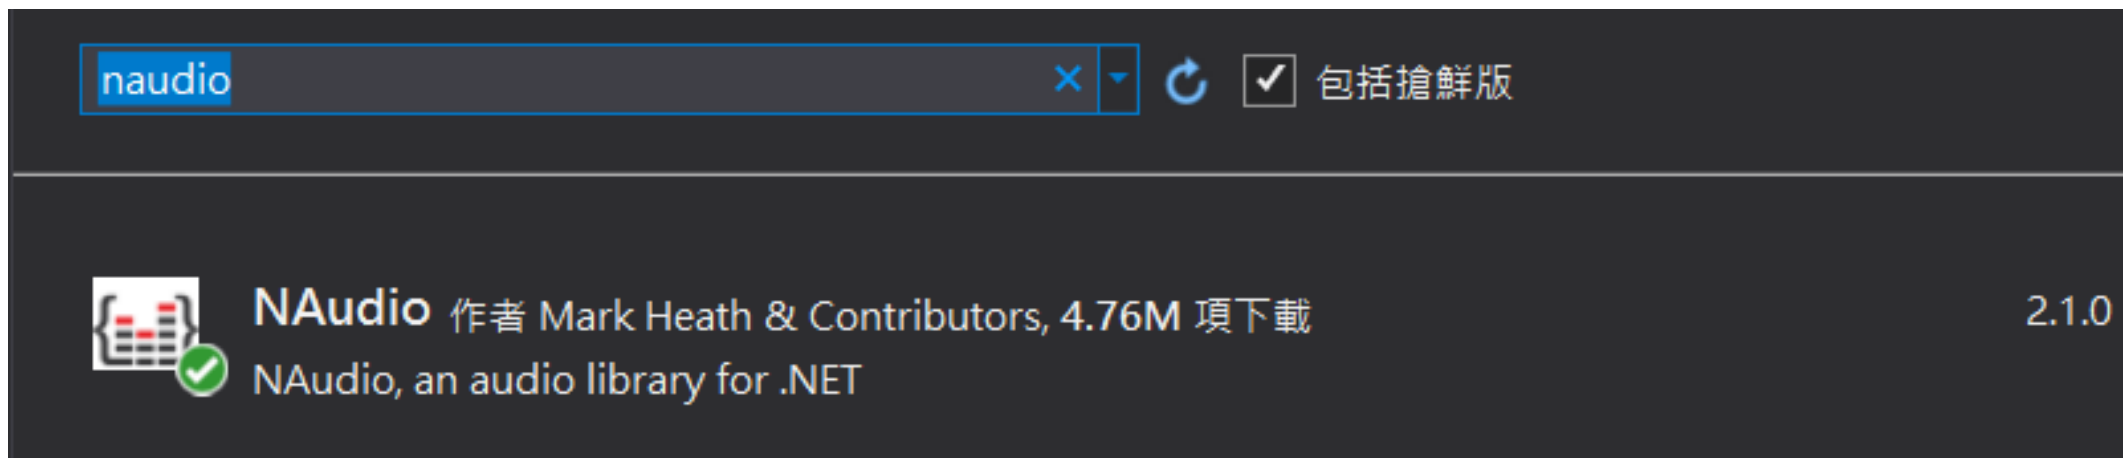 naudio
包括搶鮮版
NAudio 作者 Mark Heath & Contributors, 4.76M 項下載 2.1.0
NAudio, an audio library for .NET